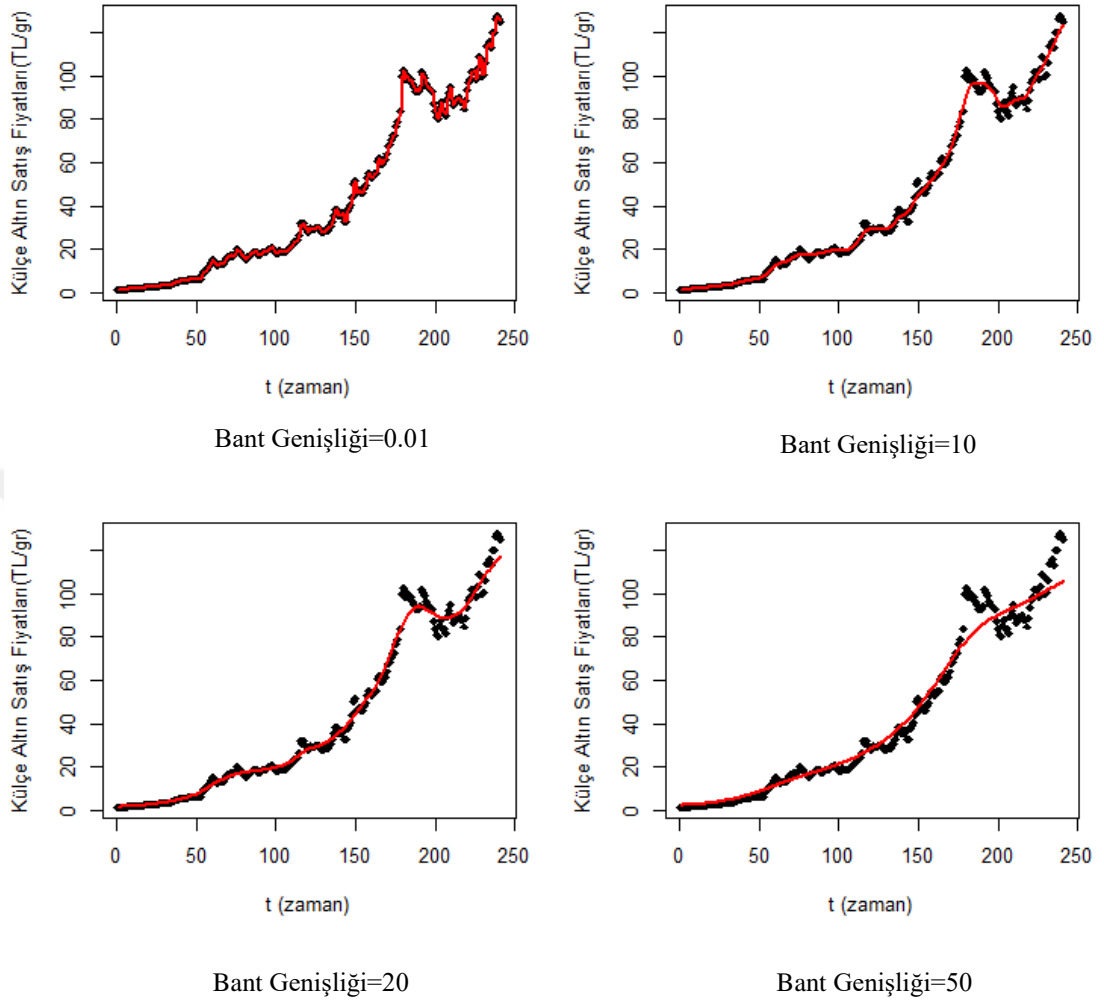 Külçe Altın Satış Fiyatları(TL/gr)
0 20 40 60 80 100
0 50 100 150 200 250
t (zaman)
Bant Genişliği=0.01
Külçe Altın Satış Fiyatları(TL/gr)
0 20 40 60 80 100
0 50 100 150 200 250
t (zaman)
Bant Genişliği=10
Külçe Altın Satış Fiyatları(TL/gr)
0 20 40 60 80 100
0 50 100 150 200 250
t (zaman)
Bant Genişliği=20
Külçe Altın Satış Fiyatları(TL/gr)
0 20 40 60 80 100
0 50 100 150 200 250
t (zaman)
Bant Genişliği=50